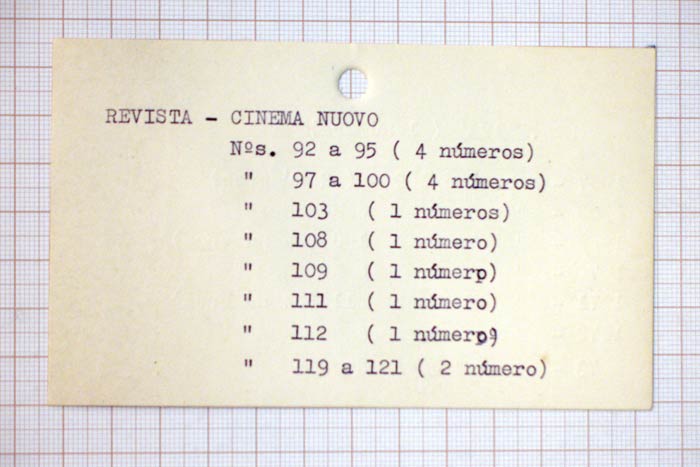 REVISTA - CINEMA NUOVO
Nºs. 92 a 95 ( 4 números)
" 97 a 100 ( 4 números)
" 103 ( 1 números)
" 108 ( 1 número)
" 109 ( 1 númerp)
" 111 ( 1 número)
" 112 ( 1 número)
" 119 a 121 ( 2 número)